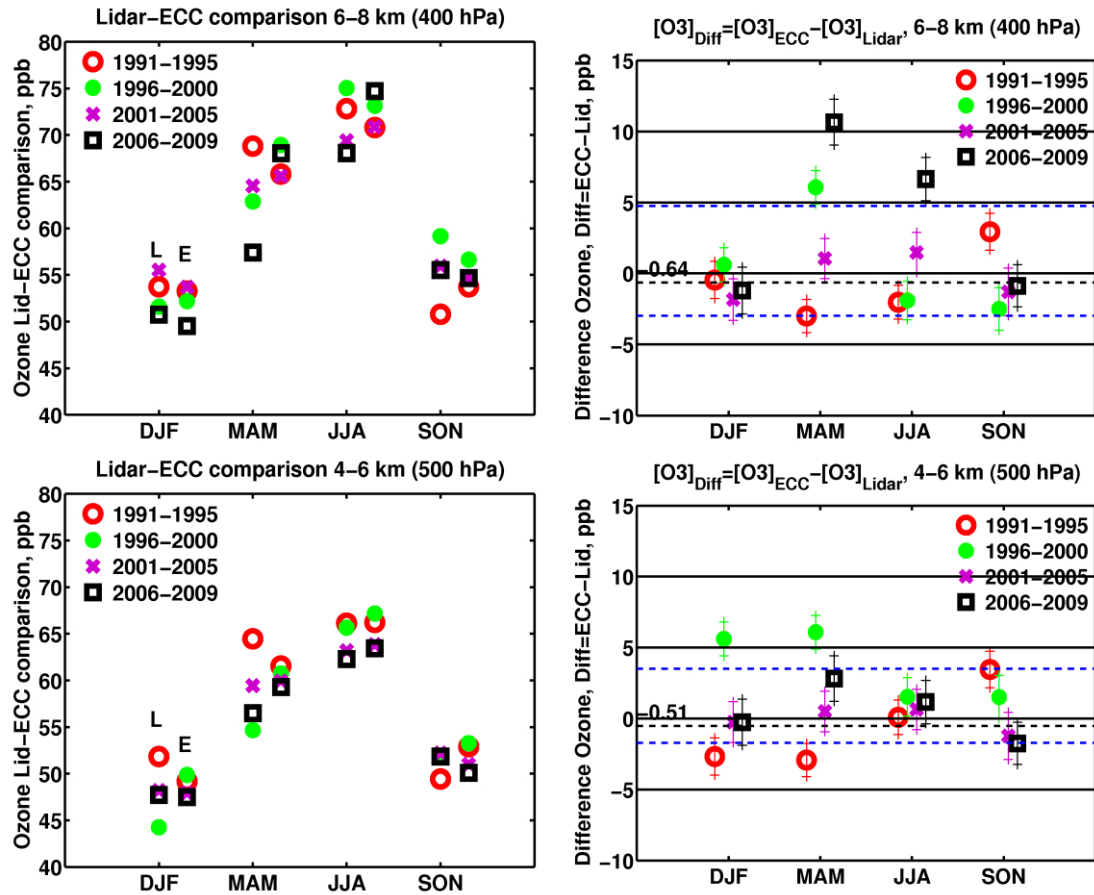 Lidar−ECC comparison 6−8 km (400 hPa)
Ozone Lid−ECC comparison, ppb
80
75
70
65
60
55
50
45
40
1991−1995
1996−2000
2001−2005
2006−2009
L
E
DJF
MAM
JJA
SON
[O3]Diff=[O3]ECC−[O3]Lidar, 6−8 km (400 hPa)
Difference Ozone, Diff=ECC−Lid, ppb
15
10
5
0
−5
−10
1991−1995
1996−2000
2001−2005
2006−2009
−0.64
DJF
MAM
JJA
SON
Lidar−ECC comparison 4−6 km (500 hPa)
Ozone Lid−ECC comparison, ppb
80
75
70
65
60
55
50
45
40
1991−1995
1996−2000
2001−2005
2006−2009
L
E
DJF
MAM
JJA
SON
[O3]Diff=[O3]ECC−[O3]Lidar, 4−6 km (500 hPa)
Difference Ozone, Diff=ECC−Lid, ppb
15
10
5
0
−5
−10
1991−1995
1996−2000
2001−2005
2006−2009
−0.51
DJF
MAM
JJA
SON